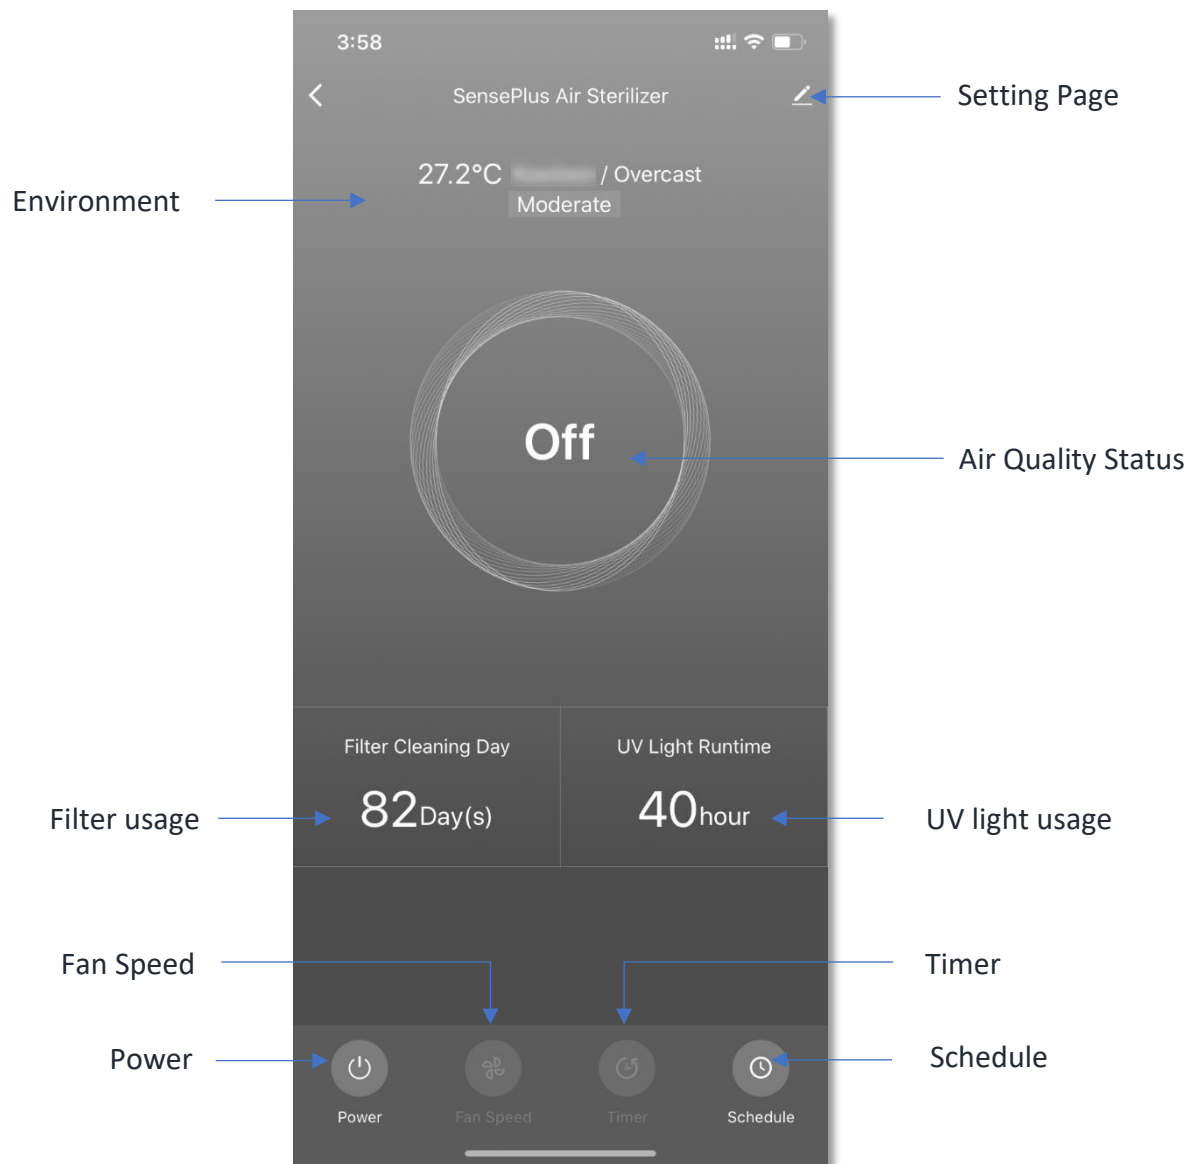 3:58
SensePlus Air Sterilizer
Setting Page
27.2°C / Overcast
Environment
Moderate
Off
Air Quality Status
Filter Cleaning Day
UV Light Runtime
Filter usage
82Day(s)
40hour
UV light usage
Fan Speed
Timer
Power
Schedule
Power
Fan Speed
Timer
Schedule